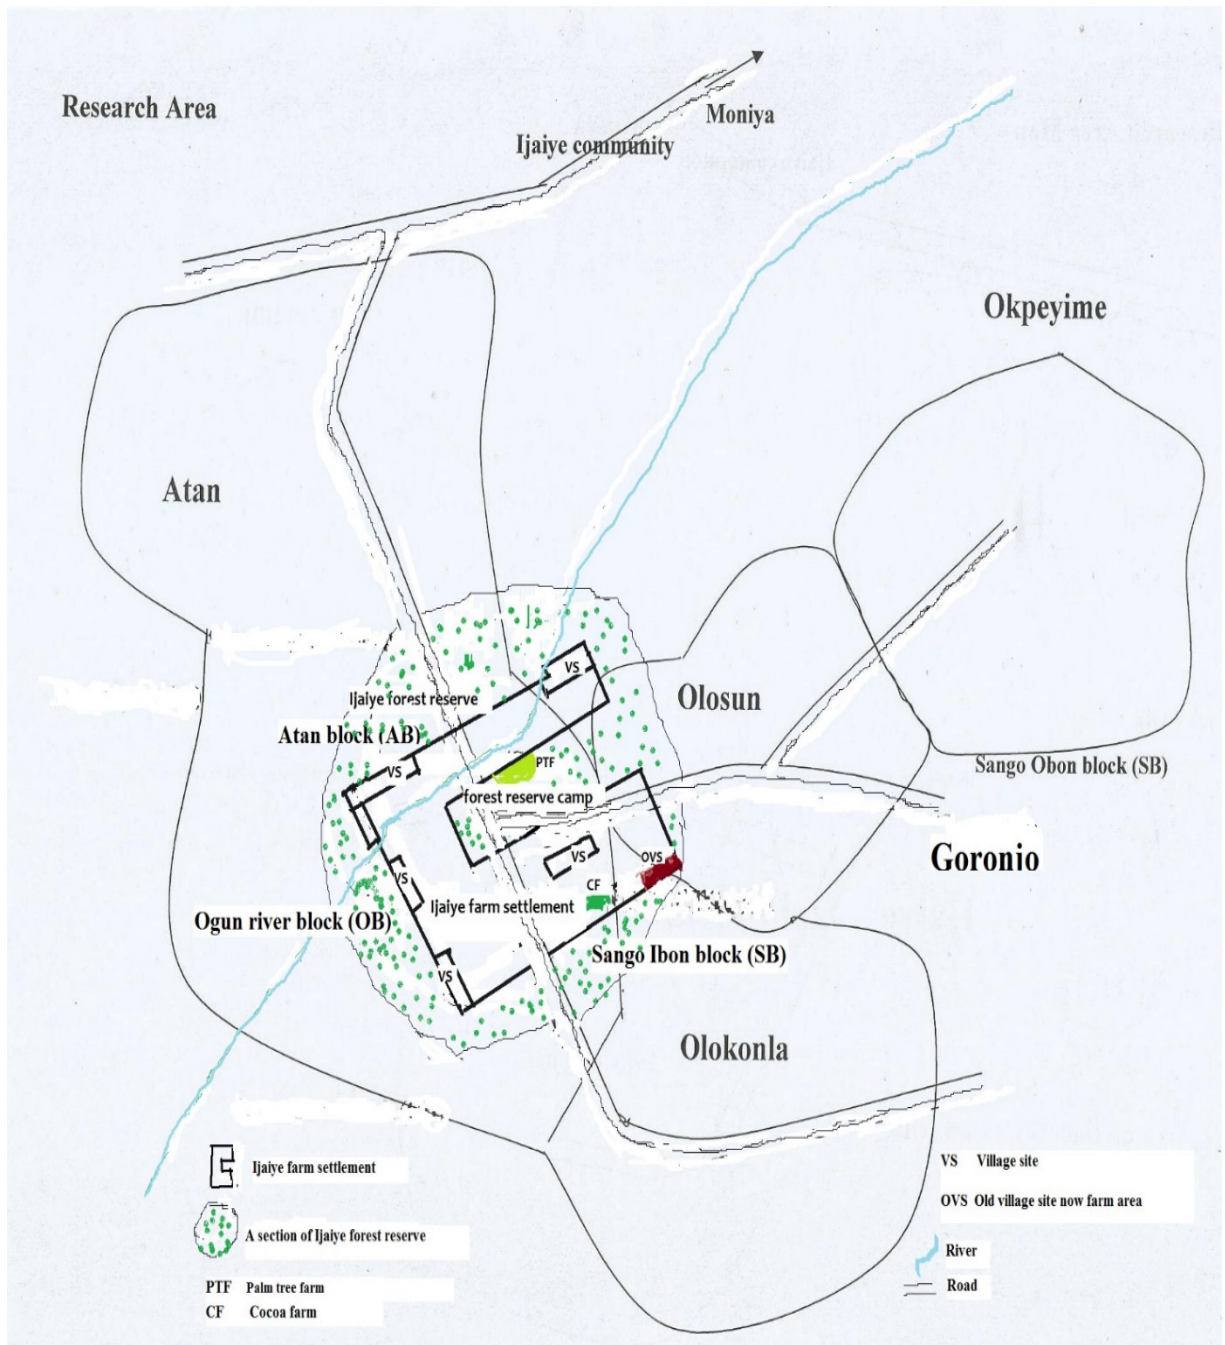 Research Area
Moniya
Ijaiye community
Okpeyime
Atan
VS
Ijaiye forest reserve
Olosun
Atan block (AB)
PTF
VS
Sango Obon block (SB)
forest reserve camp
Goronio
VS
OVS
VS
CF
Ijaiye farm settlement
Ogun river block (OB)
Sango Ibon block (SB)
VS
Olokonla
Ijaiye farm settlement
A section of Ijaiye forest reserve
PTF Palm tree farm
CF Cocoa farm
VS Village site
OVS Old village site now farm area
River
Road